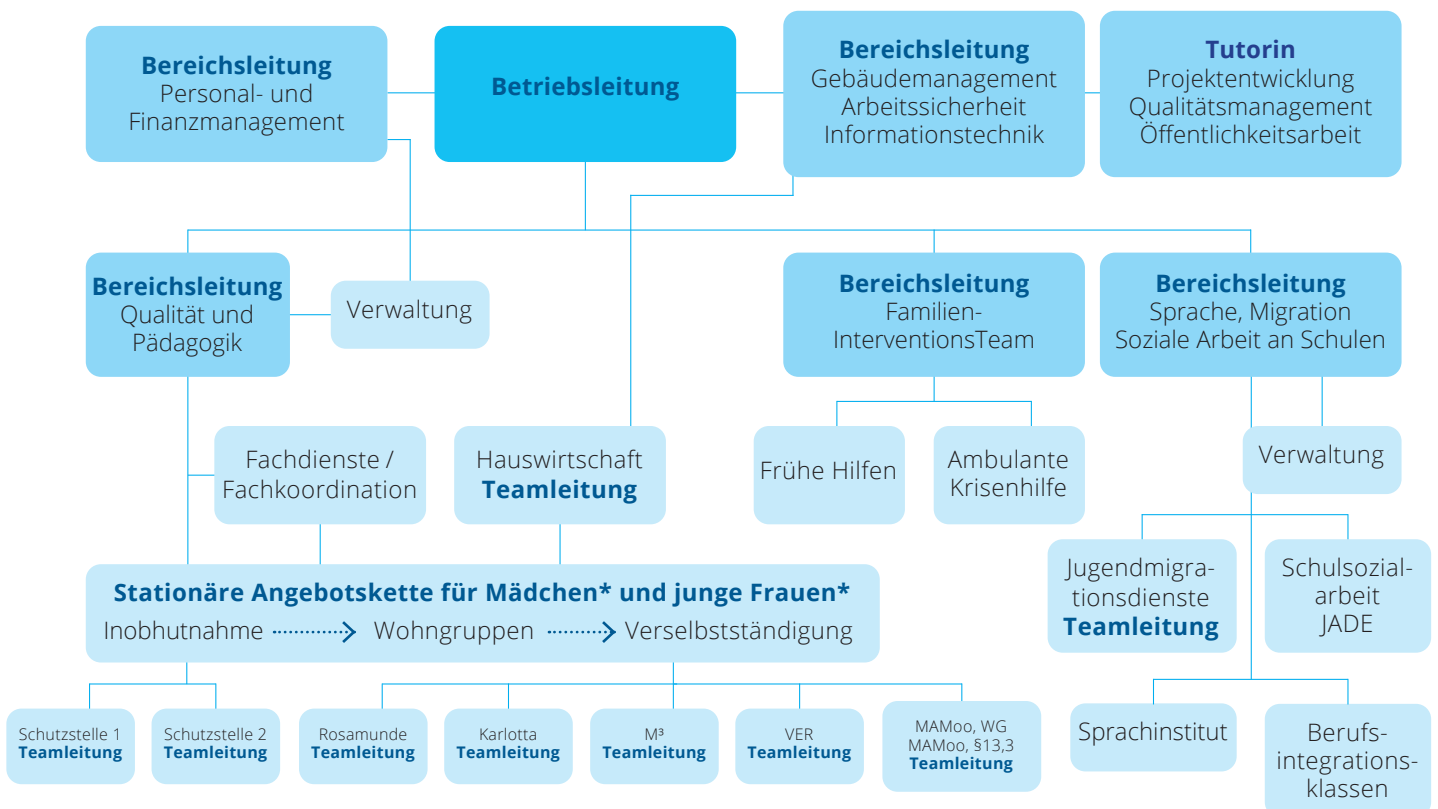 Bereichsleitung
Personal- und
Finanzmanagement
Betriebsleitung
Bereichsleitung
Gebäudemanagement
Arbeitssicherheit
Informationstechnik
Tutorin
Projektentwicklung
Qualitätsmanagement
Öffentlichkeitsarbeit
Bereichsleitung
Qualität und
Pädagogik
Verwaltung
Bereichsleitung
Familien-
InterventionsTeam
Bereichsleitung
Sprache, Migration
Soziale Arbeit an Schulen
Fachdienste /
Fachkoordination
Hauswirtschaft
Teamleitung
Frühe Hilfen
Ambulante
Krisenhilfe
Verwaltung
Jugendmigra-
tionsdienste
Teamleitung
Schulsozial-
arbeit
JADE
Stationäre Angebotskette für Mädchen* und junge Frauen*
Inobhutnahme Wohngruppen Verselbstständigung
Schutzstelle 1
Teamleitung
Schutzstelle 2
Teamleitung
Rosamunde
Teamleitung
Karlotta
Teamleitung
M³
Teamleitung
VER
Teamleitung
MAMoo, WG
MAMoo, §13,3
Teamleitung
Sprachinstitut
Berufs-
integrations-
klassen